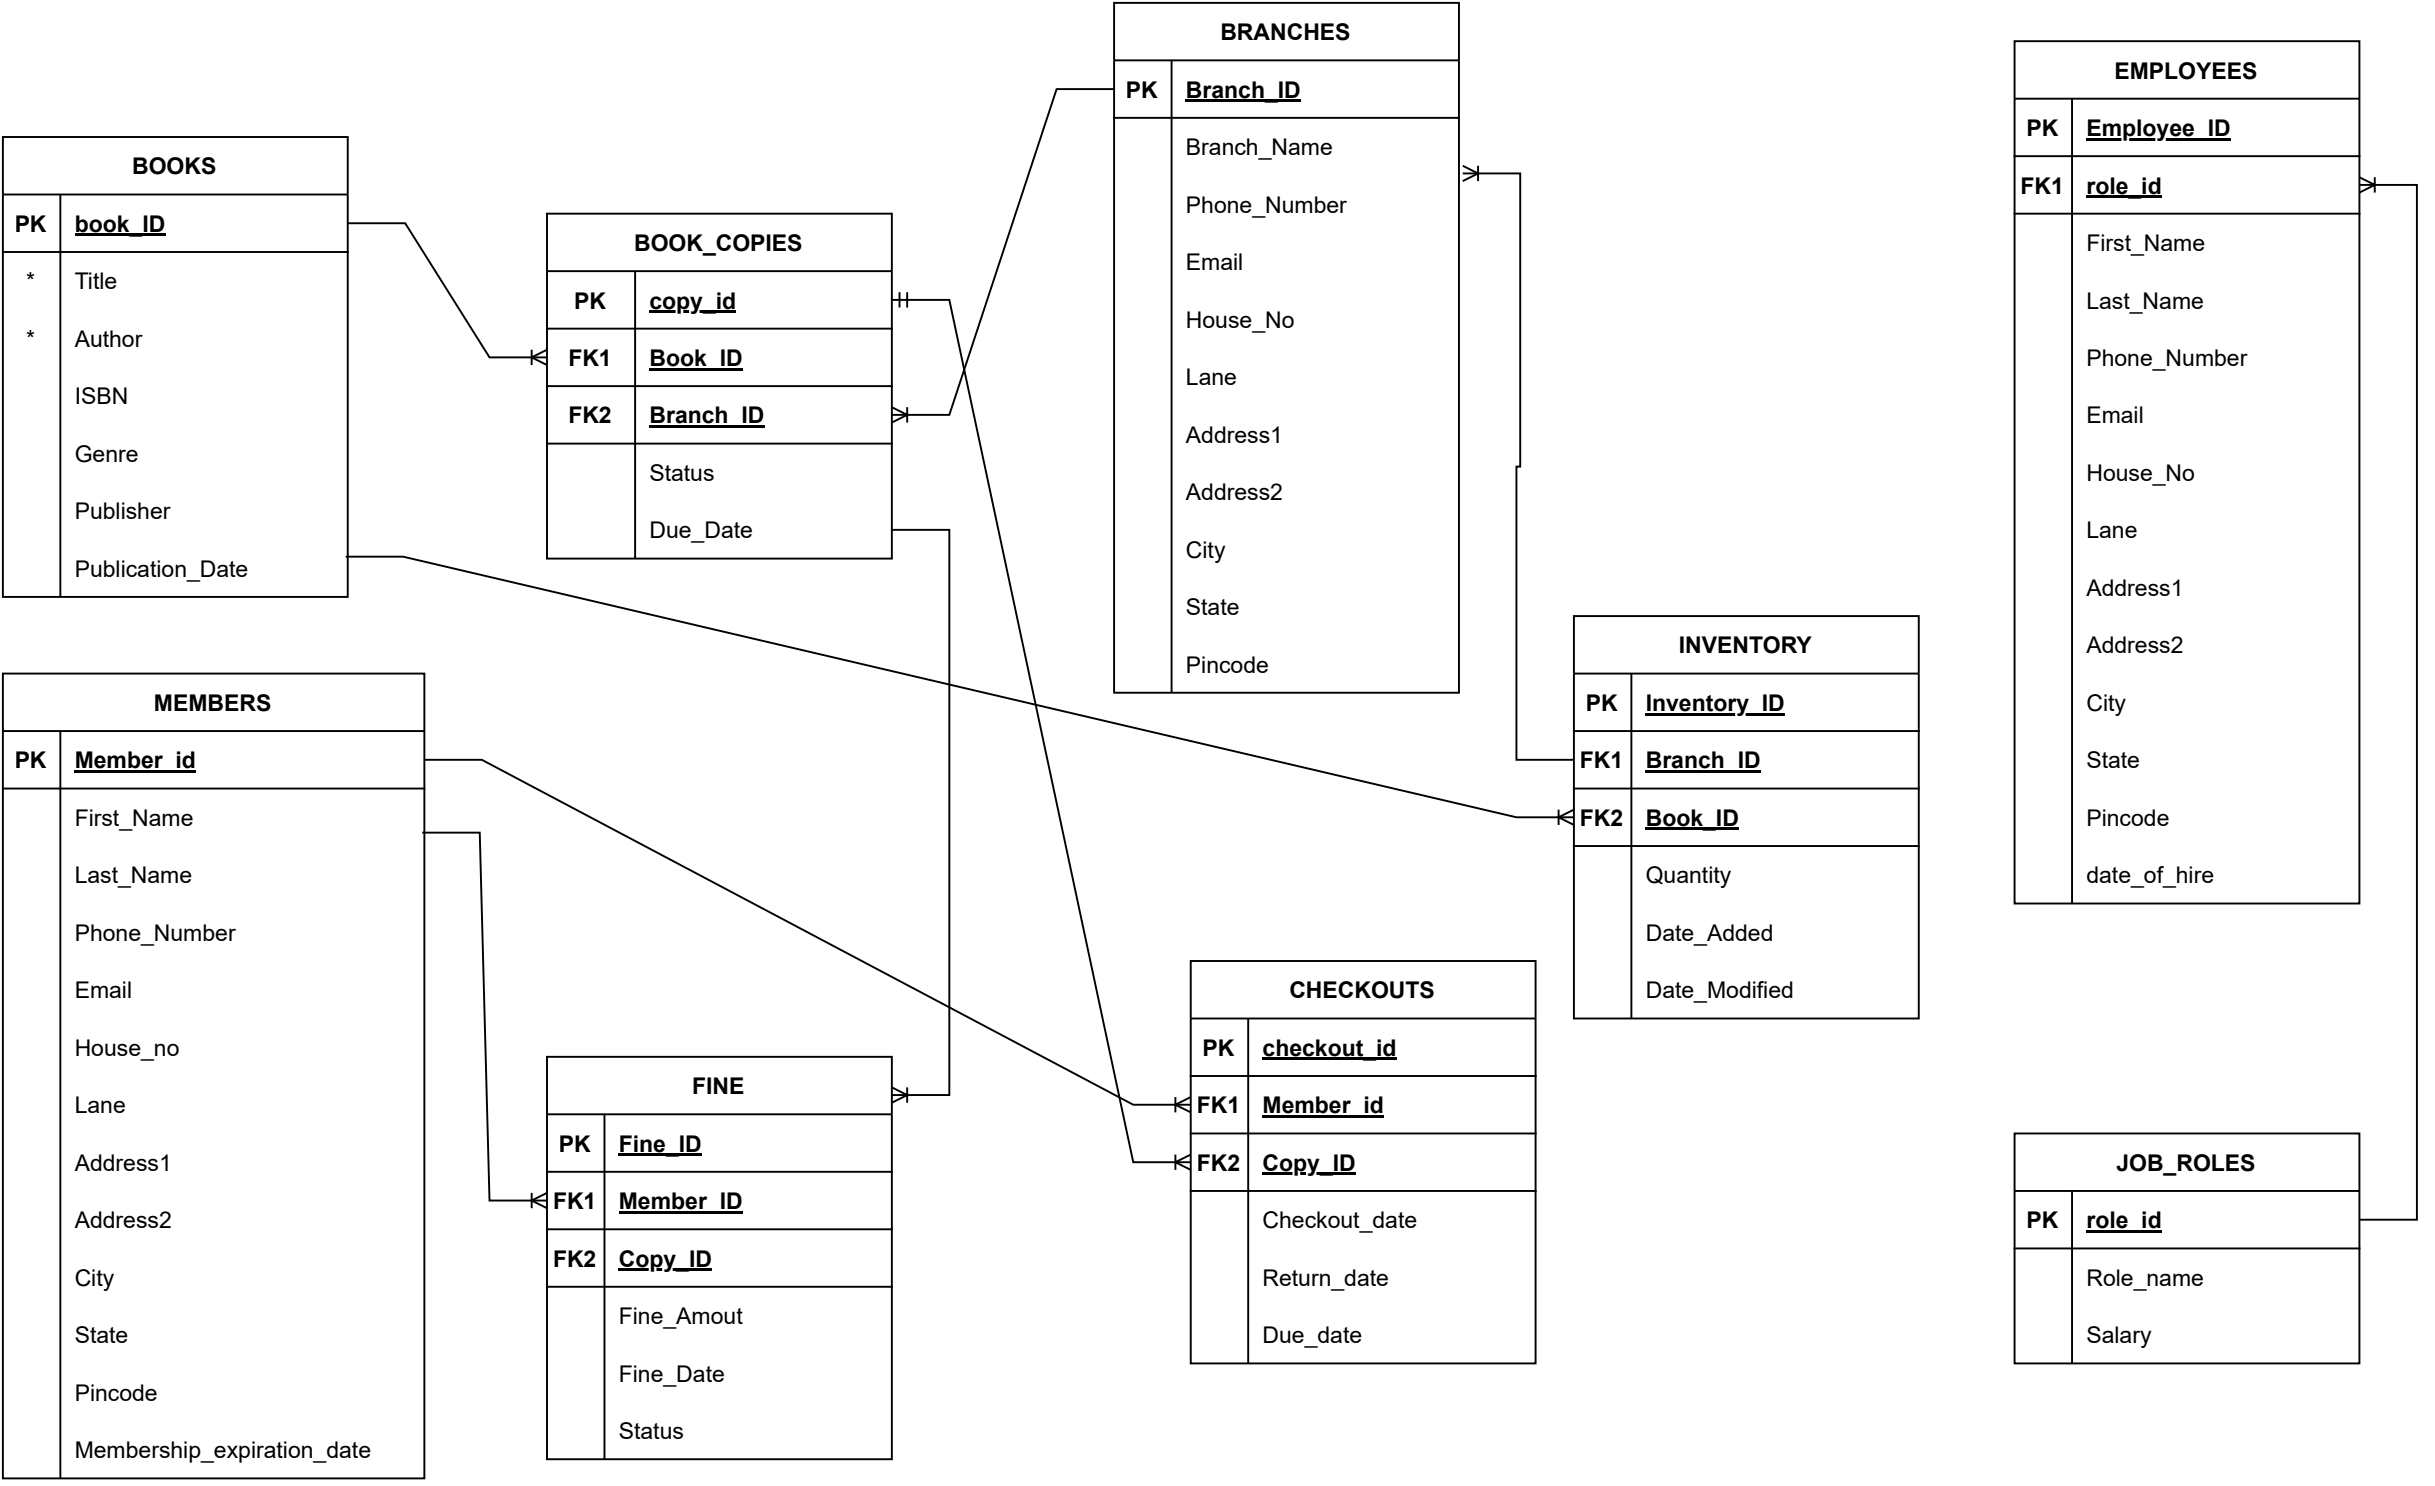 BOOKS
PK book_ID
* Title
* Author
ISBN
Genre
Publisher
Publication_Date
BOOK_COPIES
PK copy_id
FK1 Book_ID
FK2 Branch_ID
Status
Due_Date
BRANCHES
PK Branch_ID
Branch_Name
Phone_Number
Email
House_No
Lane
Address1
Address2
City
State
Pincode
EMPLOYEES
PK Employee_ID
FK1 role_id
First_Name
Last_Name
Phone_Number
Email
House_No
Lane
Address1
Address2
City
State
Pincode
date_of_hire
INVENTORY
PK Inventory_ID
FK1 Branch_ID
FK2 Book_ID
Quantity
Date_Added
Date_Modified
MEMBERS
PK Member_id
First_Name
Last_Name
Phone_Number
Email
House_no
Lane
Address1
Address2
City
State
Pincode
Membership_expiration_date
FINE
PK Fine_ID
FK1 Member_ID
FK2 Copy_ID
Fine_Amout
Fine_Date
Status
CHECKOUTS
PK checkout_id
FK1 Member_id
FK2 Copy_ID
Checkout_date
Return_date
Due_date
JOB_ROLES
PK role_id
Role_name
Salary